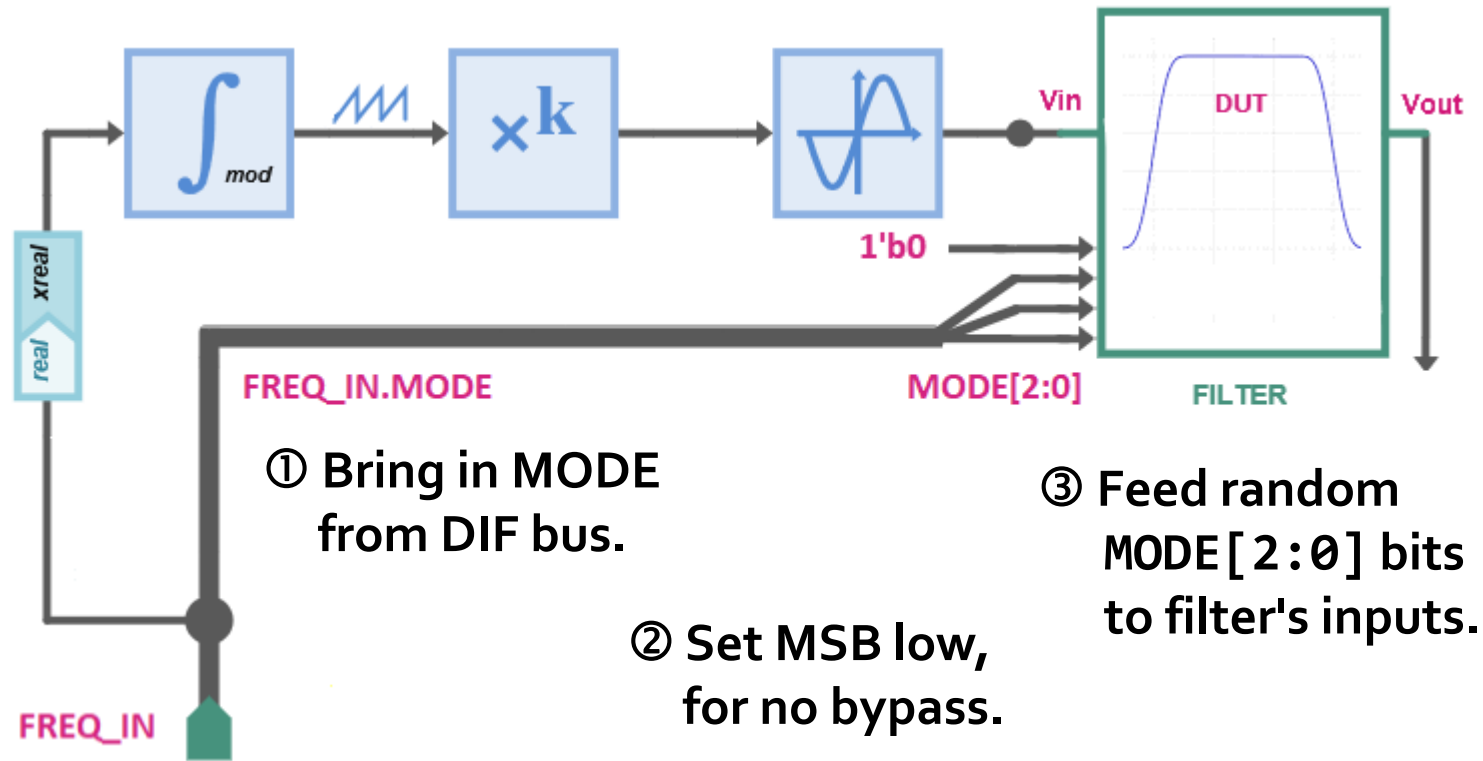 mod
×k
Vin
DUT
Vout
1'b0
xreal
real
FREQ_IN.MODE
MODE[2:0]
FILTER
① Bring in MODE
from DIF bus.
③ Feed random
MODE[2:0] bits
to filter's inputs.
② Set MSB low,
for no bypass.
FREQ_IN